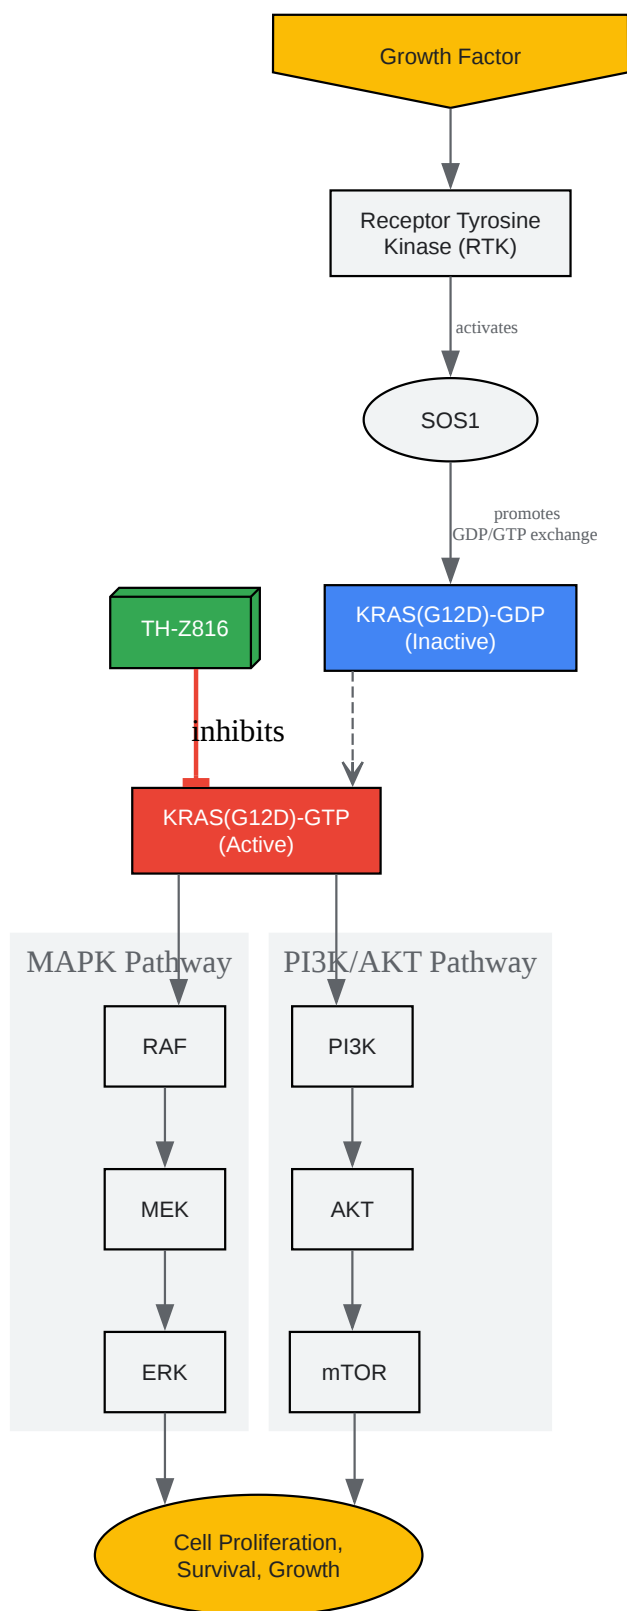 Growth Factor
Receptor Tyrosine
Kinase (RTK)
activates
SOS1
promotes
GDP/GTP exchange
TH-Z816
KRAS(G12D)-GDP
(Inactive)
inhibits
KRAS(G12D)-GTP
(Active)
MAPK Pathway
PI3K/AKT Pathway
RAF
PI3K
MEK
AKT
ERK
mTOR
Cell Proliferation,
Survival, Growth